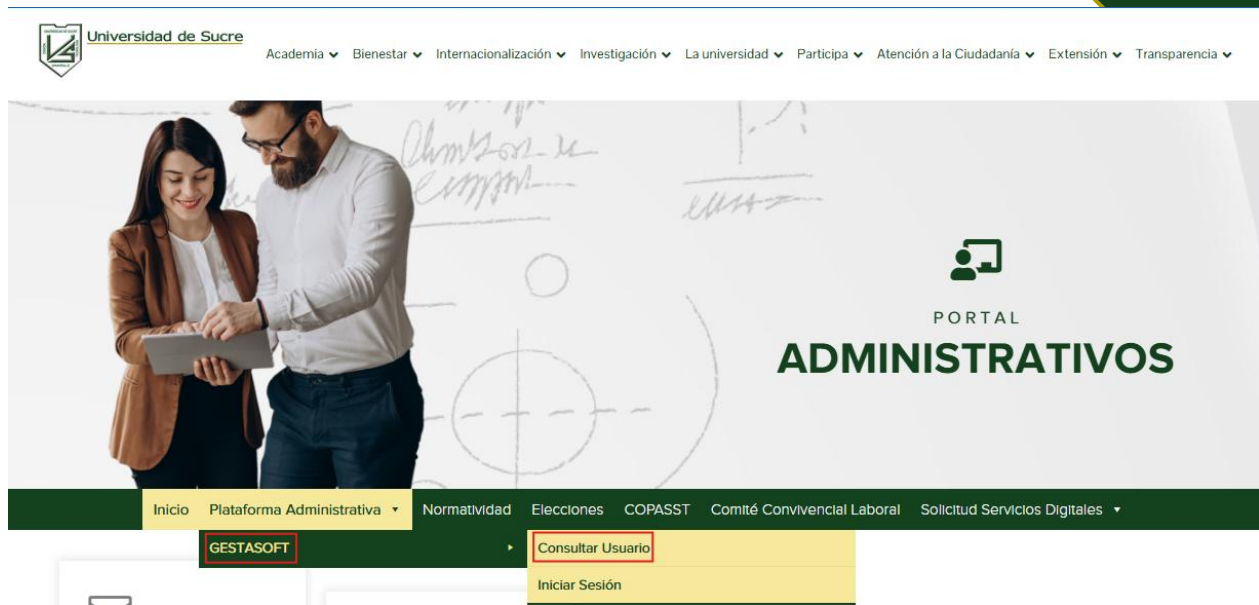 Universidad de Sucre
Academia Bienestar Internacionalización Investigación La universidad Participa Atención a la Ciudadanía Extensión Transparencia
PORTAL
ADMINISTRATIVOS
Inicio Plataforma Administrativa Normatividad Elecciones COPASST Comité Convivencial Laboral Solicitud Servicios Digitales
GESTASOFT Consultar Usuario
Iniciar Sesión